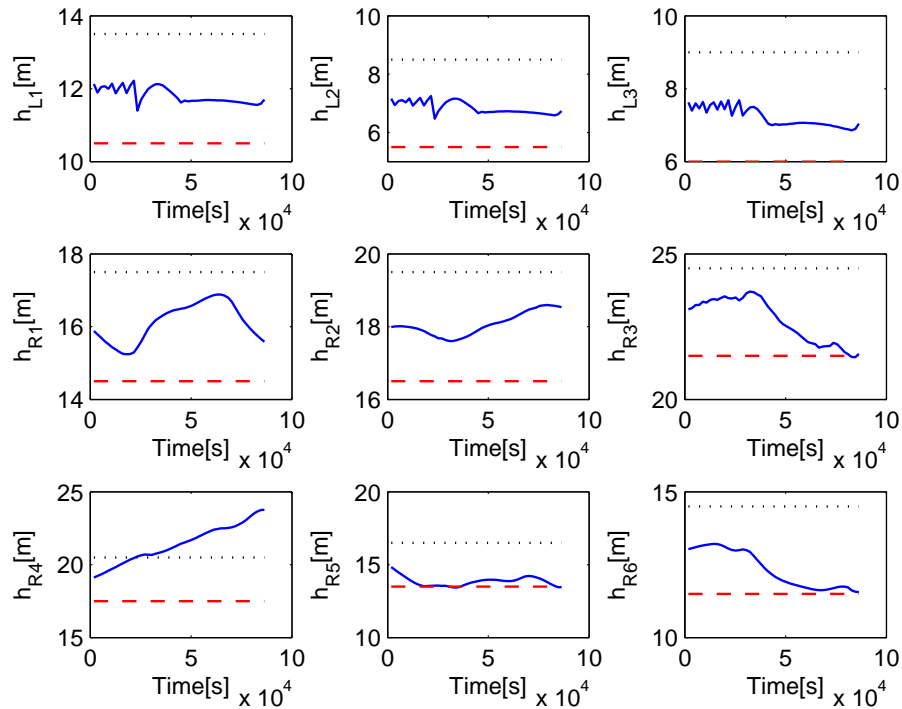 14
12
10
h_L1[m]
0 5 10
Time[s]
x 10^4
8
6
h_L2[m]
0 5 10
Time[s]
x 10^4
10
8
6
h_L3[m]
0 5 10
Time[s]
x 10^4
18
16
14
h_R1[m]
0 5 10
Time[s]
x 10^4
20
18
16
h_R2[m]
0 5 10
Time[s]
x 10^4
25
20
h_R3[m]
0 5 10
Time[s]
x 10^4
25
20
15
h_R4[m]
0 5 10
Time[s]
x 10^4
20
15
10
h_R5[m]
0 5 10
Time[s]
x 10^4
15
10
h_R6[m]
0 5 10
Time[s]
x 10^4